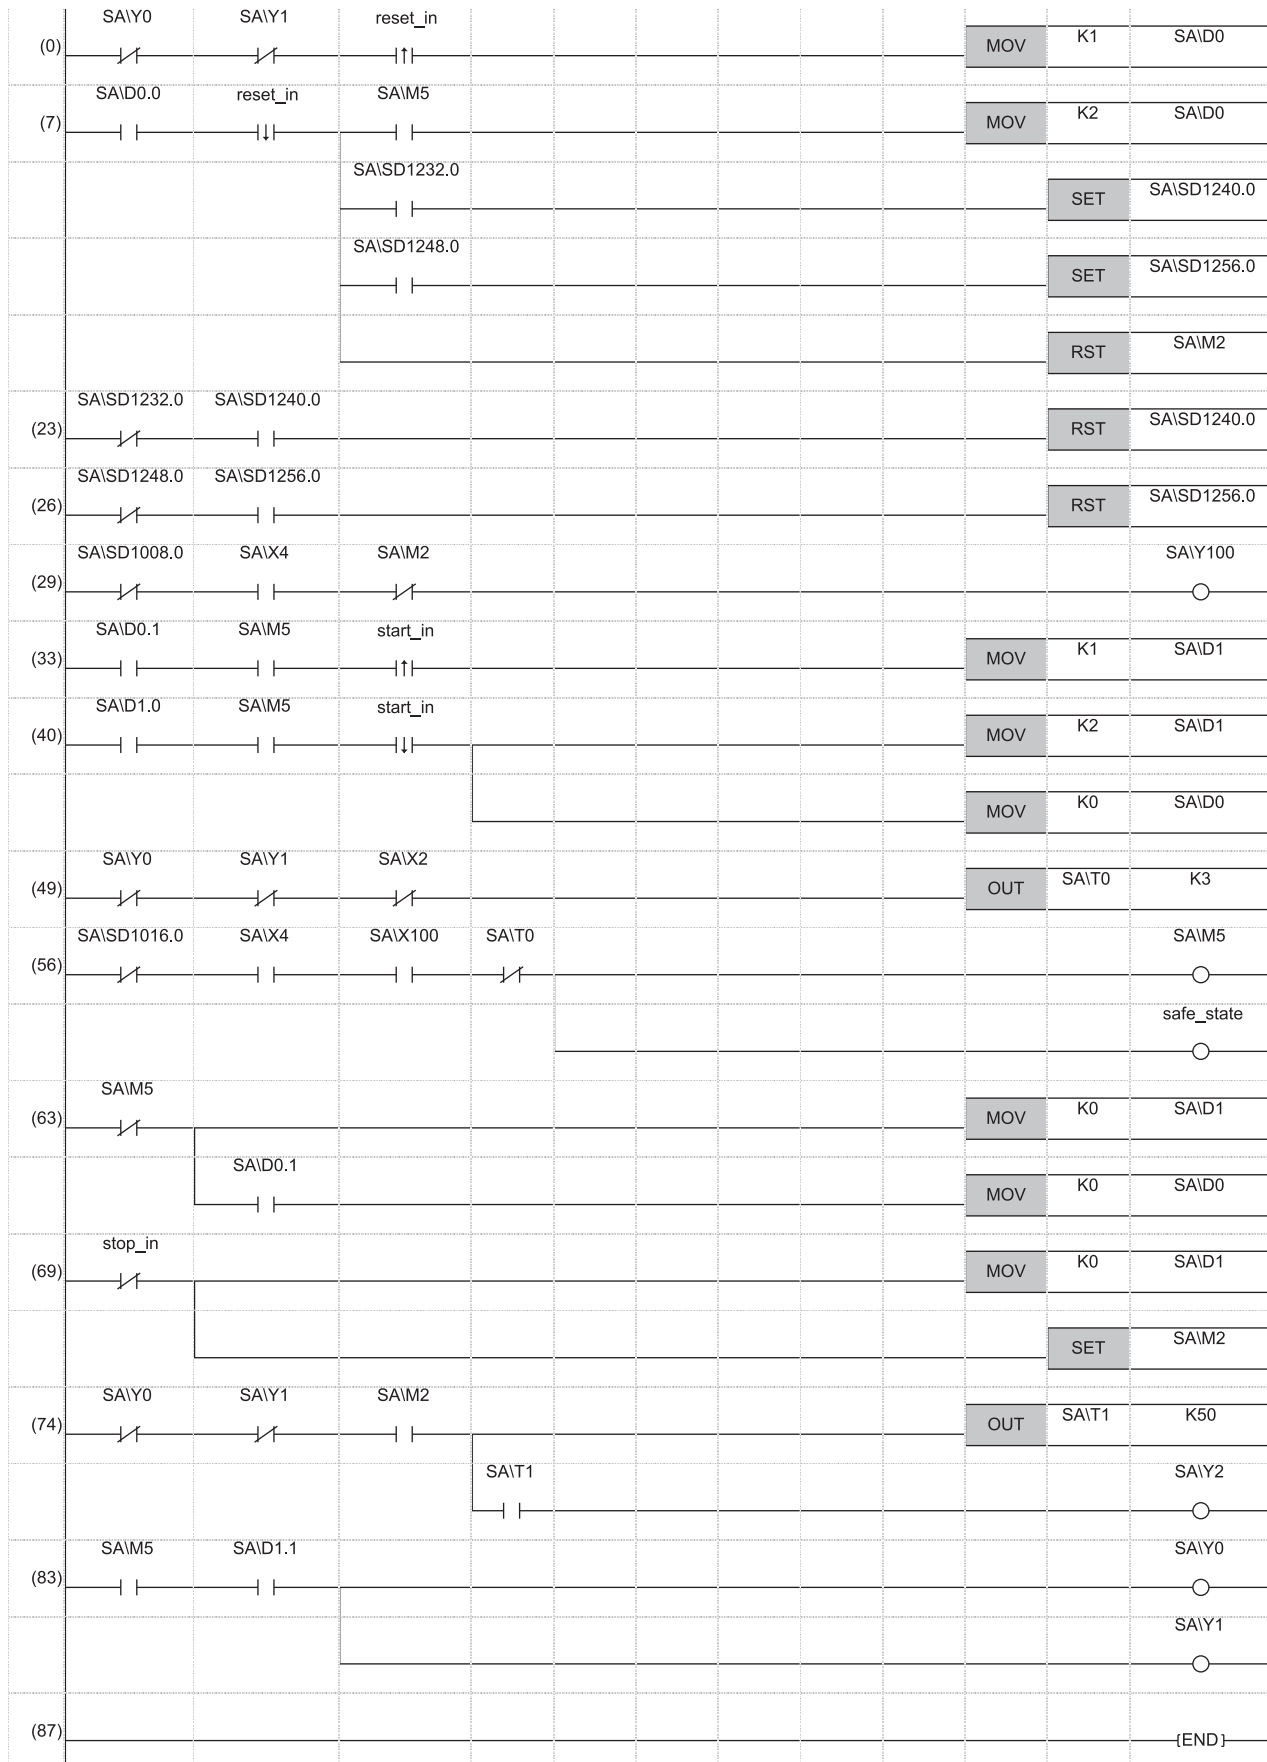 SA\Y0 SA\Y1 reset_in
(0) MOV K1 SA\D0
SA\D0.0 reset_in SA\M5
(7) MOV K2 SA\D0
SA\SD1232.0
SET SA\SD1240.0
SA\SD1248.0
SET SA\SD1256.0
RST SA\M2
SA\SD1232.0 SA\SD1240.0
(23) RST SA\SD1240.0
SA\SD1248.0 SA\SD1256.0
(26) RST SA\SD1256.0
SA\SD1008.0 SA\X4 SA\M2 SA\Y100
(29)
SA\D0.1 SA\M5 start_in
(33) MOV K1 SA\D1
SA\D1.0 SA\M5 start_in
(40) MOV K2 SA\D1
MOV K0 SA\D0
SA\Y0 SA\Y1 SA\X2
(49) OUT SA\T0 K3
SA\SD1016.0 SA\X4 SA\X100 SA\T0 SA\M5
(56)
safe_state
SA\M5
(63) MOV K0 SA\D1
SA\D0.1
MOV K0 SA\D0
stop_in
(69) MOV K0 SA\D1
SET SA\M2
SA\Y0 SA\Y1 SA\M2
(74) OUT SA\T1 K50
SA\T1 SA\Y2
SA\M5 SA\D1.1 SA\Y0
(83)
SA\Y1
(87) [END]